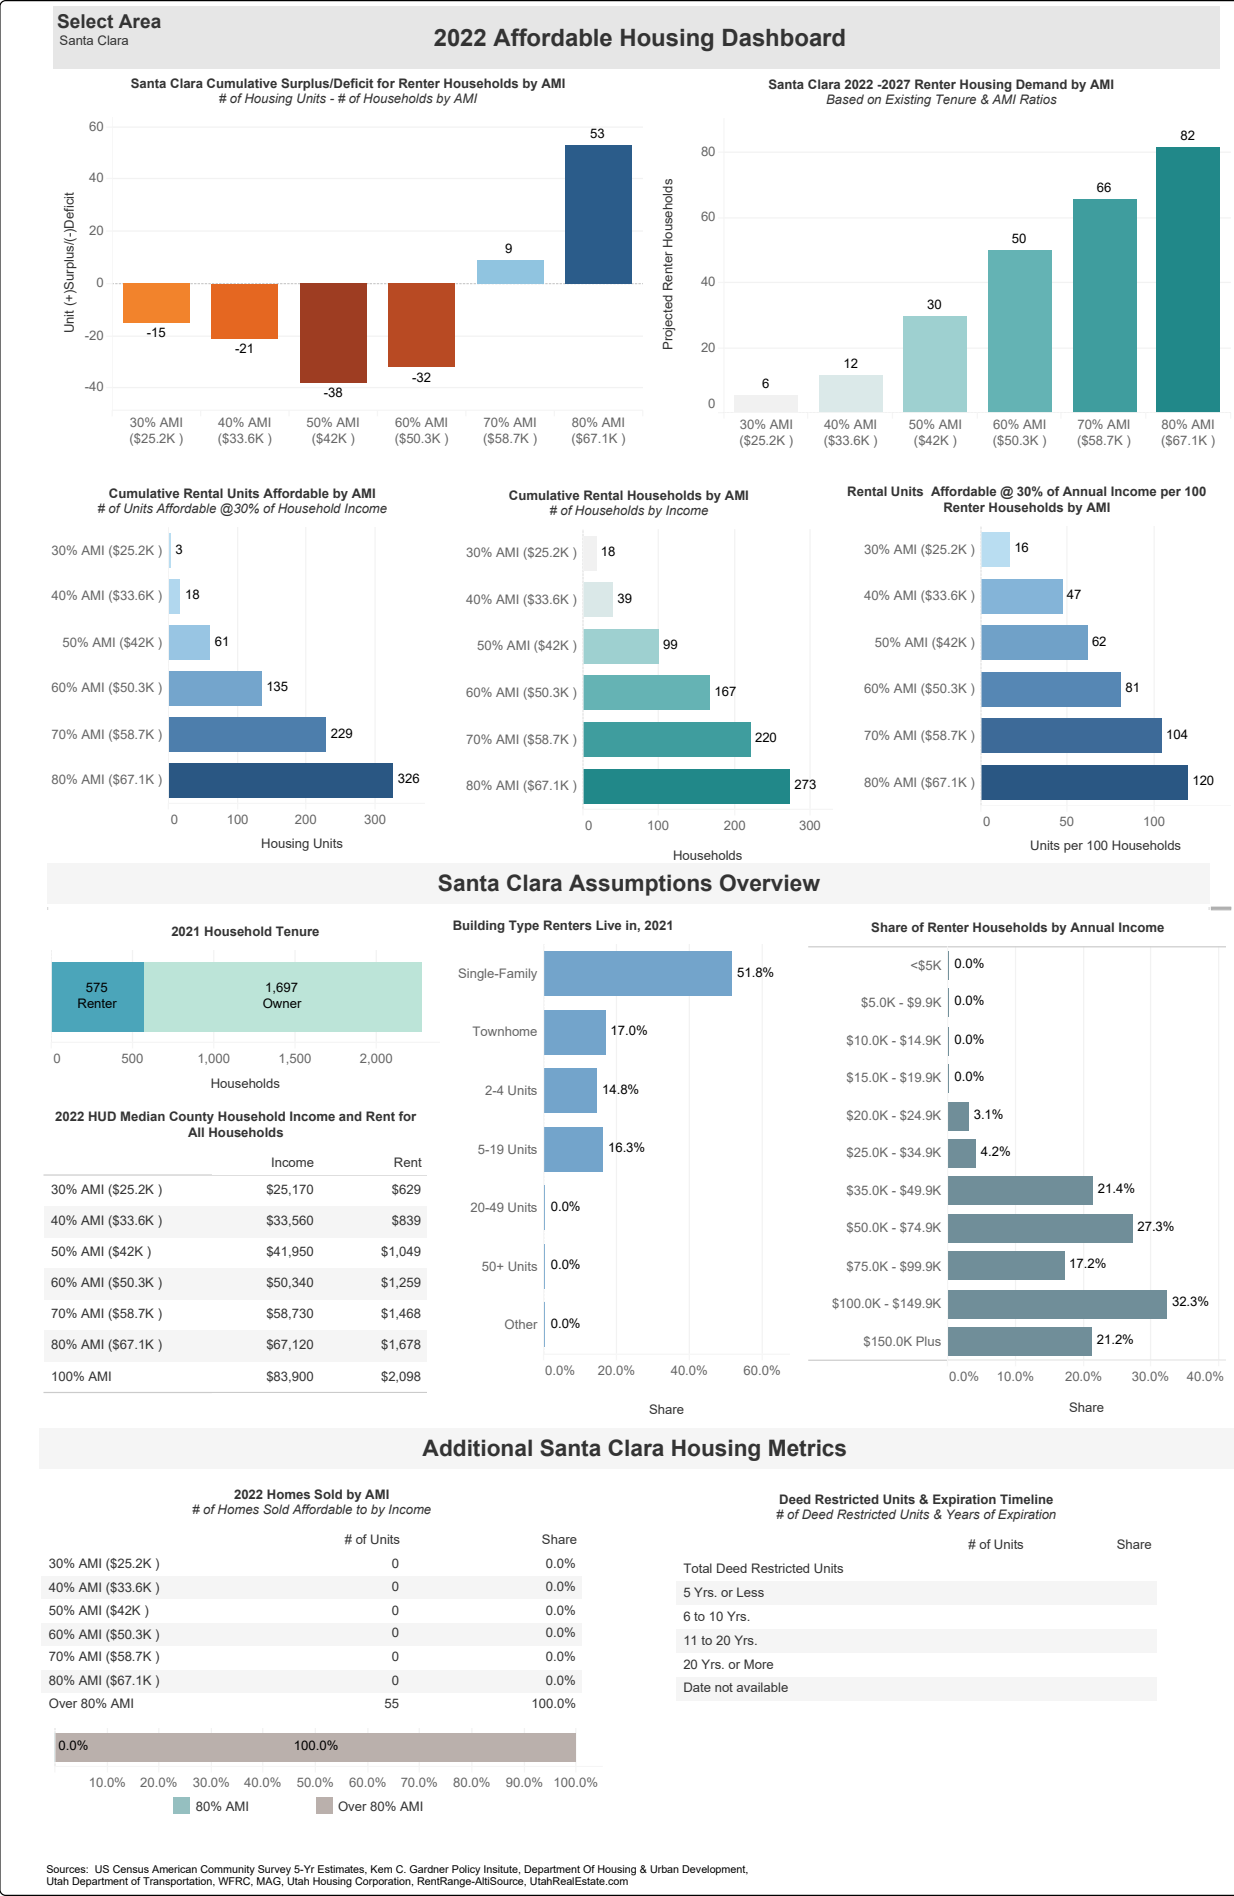 Select Area
Santa Clara
2022 Affordable Housing Dashboard
Santa Clara Cumulative Surplus/Deficit for Renter Households by AMI
# of Housing Units - # of Households by AMI
Unit (+)Surplus/(-)Deficit
60
40
20
0
-20
-40
-15
-21
-38
-32
9
53
30% AMI
($25.2K )
40% AMI
($33.6K )
50% AMI
($42K )
60% AMI
($50.3K )
70% AMI
($58.7K )
80% AMI
($67.1K )
Santa Clara 2022 -2027 Renter Housing Demand by AMI
Based on Existing Tenure & AMI Ratios
Projected Renter Households
80
60
40
20
0
6
12
30
50
66
82
30% AMI
($25.2K )
40% AMI
($33.6K )
50% AMI
($42K )
60% AMI
($50.3K )
70% AMI
($58.7K )
80% AMI
($67.1K )
Cumulative Rental Units Affordable by AMI
# of Units Affordable @30% of Household Income
30% AMI ($25.2K ) 3
40% AMI ($33.6K ) 18
50% AMI ($42K ) 61
60% AMI ($50.3K ) 135
70% AMI ($58.7K ) 229
80% AMI ($67.1K ) 326
0 100 200 300
Housing Units
Cumulative Rental Households by AMI
# of Households by Income
30% AMI ($25.2K ) 18
40% AMI ($33.6K ) 39
50% AMI ($42K ) 99
60% AMI ($50.3K ) 167
70% AMI ($58.7K ) 220
80% AMI ($67.1K ) 273
0 100 200 300
Households
Rental Units Affordable @ 30% of Annual Income per 100
Renter Households by AMI
30% AMI ($25.2K ) 16
40% AMI ($33.6K ) 47
50% AMI ($42K ) 62
60% AMI ($50.3K ) 81
70% AMI ($58.7K ) 104
80% AMI ($67.1K ) 120
0 50 100
Units per 100 Households
Santa Clara Assumptions Overview
2021 Household Tenure
575
Renter
1,697
Owner
0 500 1,000 1,500 2,000
Households
2022 HUD Median County Household Income and Rent for
All Households
Income Rent
30% AMI ($25.2K ) $25,170 $629
40% AMI ($33.6K ) $33,560 $839
50% AMI ($42K ) $41,950 $1,049
60% AMI ($50.3K ) $50,340 $1,259
70% AMI ($58.7K ) $58,730 $1,468
80% AMI ($67.1K ) $67,120 $1,678
100% AMI $83,900 $2,098
Building Type Renters Live in, 2021
Single-Family 51.8%
Townhome 17.0%
2-4 Units 14.8%
5-19 Units 16.3%
20-49 Units 0.0%
50+ Units 0.0%
Other 0.0%
0.0% 20.0% 40.0% 60.0%
Share
Share of Renter Households by Annual Income
<$5K 0.0%
$5.0K - $9.9K 0.0%
$10.0K - $14.9K 0.0%
$15.0K - $19.9K 0.0%
$20.0K - $24.9K 3.1%
$25.0K - $34.9K 4.2%
$35.0K - $49.9K 21.4%
$50.0K - $74.9K 27.3%
$75.0K - $99.9K 17.2%
$100.0K - $149.9K 32.3%
$150.0K Plus 21.2%
0.0% 10.0% 20.0% 30.0% 40.0%
Share
Additional Santa Clara Housing Metrics
2022 Homes Sold by AMI
# of Homes Sold Affordable to by Income
# of Units Share
30% AMI ($25.2K ) 0 0.0%
40% AMI ($33.6K ) 0 0.0%
50% AMI ($42K ) 0 0.0%
60% AMI ($50.3K ) 0 0.0%
70% AMI ($58.7K ) 0 0.0%
80% AMI ($67.1K ) 0 0.0%
Over 80% AMI 55 100.0%
0.0% 100.0%
10.0% 20.0% 30.0% 40.0% 50.0% 60.0% 70.0% 80.0% 90.0% 100.0%
80% AMI Over 80% AMI
Deed Restricted Units & Expiration Timeline
# of Deed Restricted Units & Years of Expiration
# of Units Share
Total Deed Restricted Units
5 Yrs. or Less
6 to 10 Yrs.
11 to 20 Yrs.
20 Yrs. or More
Date not available
Sources: US Census American Community Survey 5-Yr Estimates, Kem C. Gardner Policy Insitute, Department Of Housing & Urban Development,
Utah Department of Transportation, WFRC, MAG, Utah Housing Corporation, RentRange-AltiSource, UtahRealEstate.com